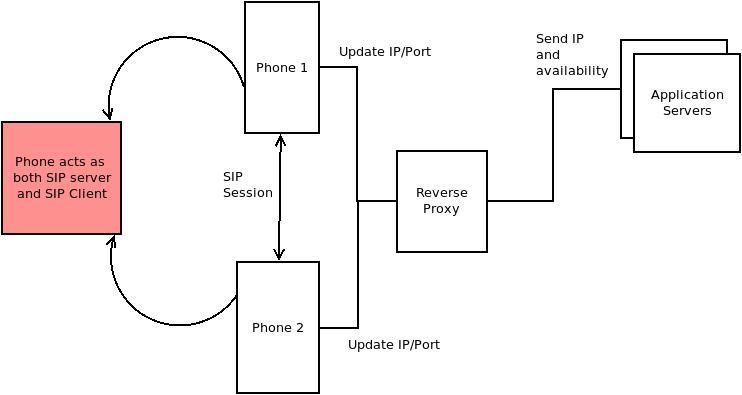 Send IP
and
availability
Update IP/Port
Phone 1
Application
Servers
Phone acts as
both SIP server
and SIP Client
SIP
Session
Reverse
Proxy
Phone 2
Update IP/Port